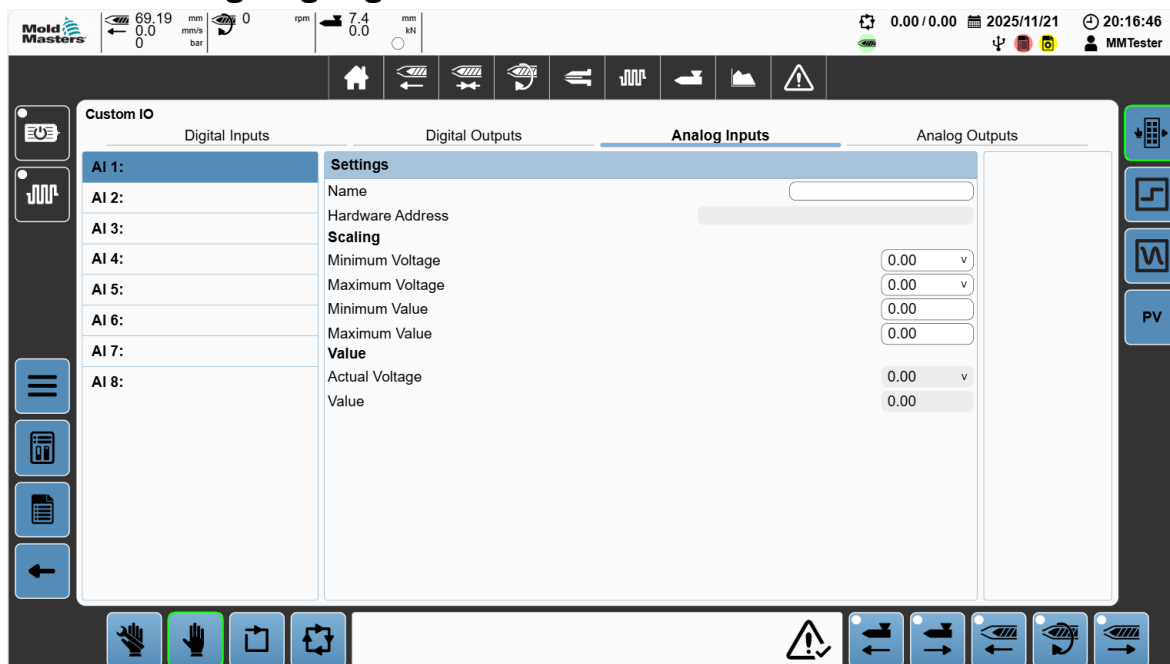 Mold
Masters
69.19 mm
0.0 mm/s
0 bar
0 rpm
7.4 mm
0.0 kN
0.00 / 0.00
2025/11/21
20:16:46
MMTester
Custom IO
Digital Inputs
Digital Outputs
Analog Inputs
Analog Outputs
AI 1:
AI 2:
AI 3:
AI 4:
AI 5:
AI 6:
AI 7:
AI 8:
Settings
Name
Hardware Address
Scaling
Minimum Voltage 0.00 v
Maximum Voltage 0.00 v
Minimum Value 0.00
Maximum Value 0.00
Value
Actual Voltage 0.00 v
Value 0.00
PV